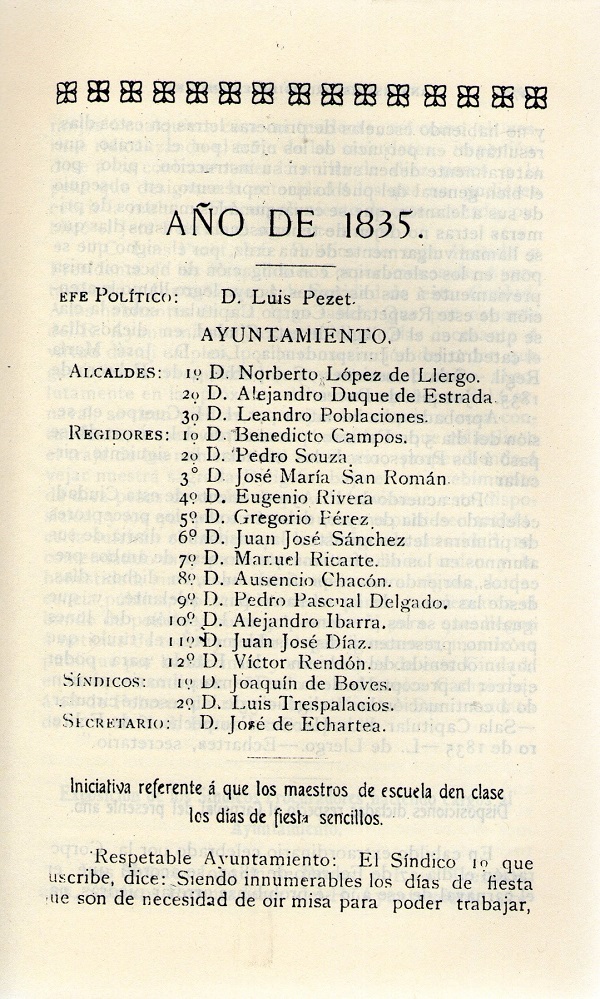 AÑO DE 1835.
EFE POLÍTICO: D. Luis Pezet.
AYUNTAMIENTO.
ALCALDES: 1º D. Norberto López de Llergo.
2º D. Alejandro Duque de Estrada.
3º D. Leandro Poblaciones.
REGIDORES: 1º D. Benedicto Campos.
2º D. Pedro Souza.
3º D. José María San Román.
4º D. Eugenio Rivera
5º D. Gregorio Pérez.
6º D. Juan José Sánchez
7º D. Manuel Ricarte.
8º D. Ausencio Chacón.
9º D. Pedro Pascual Delgado.
10º D. Alejandro Ibarra.
11º D. Juan José Díaz.
12º D. Víctor Rendón.
SÍNDICOS: 1º D. Joaquín de Boves.
2º D. Luis Trespalacios.
SECRETARIO: D. José de Echartea.
Iniciativa referente á que los maestros de escuela den clase
los días de fiesta sencillos.
Respetable Ayuntamiento: El Síndico 1º que
uscribe, dice: Siendo innumerables los días de fiesta
ue son de necesidad de oir misa para poder trabajar,